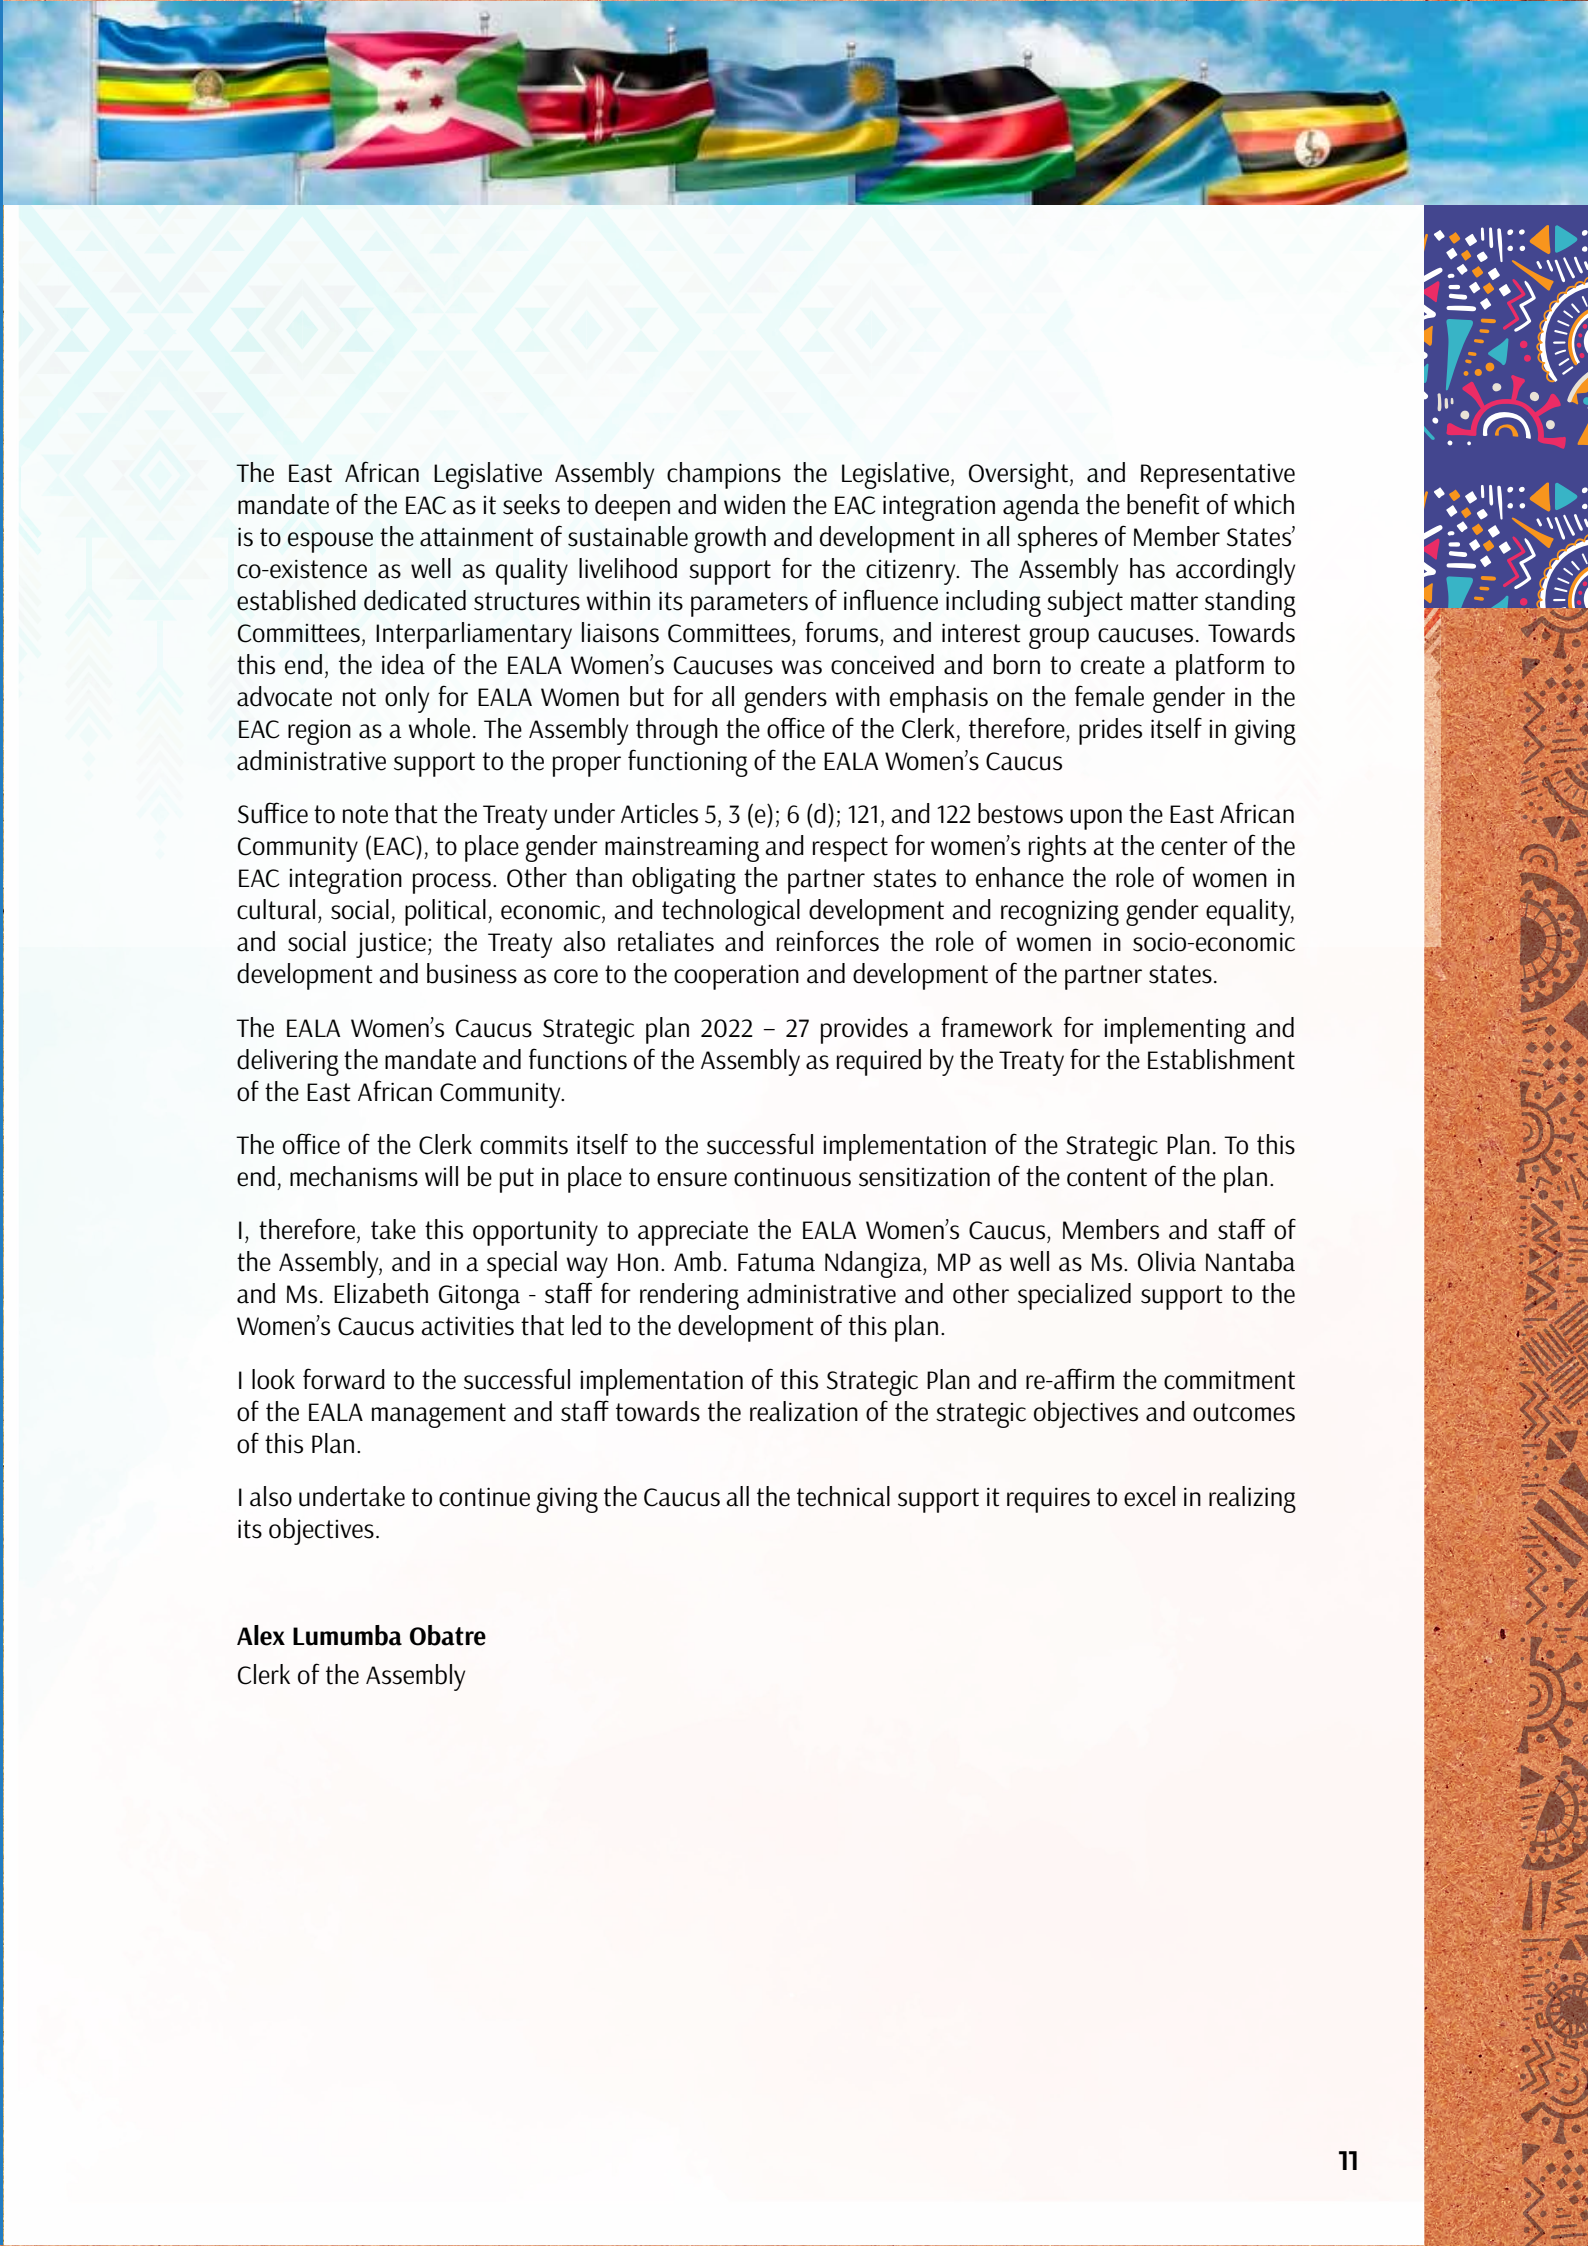 The East African Legislative Assembly champions the Legislative, Oversight, and Representative
mandate of the EAC as it seeks to deepen and widen the EAC integration agenda the benefit of which
is to espouse the attainment of sustainable growth and development in all spheres of Member States’
co-existence as well as quality livelihood support for the citizenry. The Assembly has accordingly
established dedicated structures within its parameters of influence including subject matter standing
Committees, Interparliamentary liaisons Committees, forums, and interest group caucuses. Towards
this end, the idea of the EALA Women’s Caucuses was conceived and born to create a platform to
advocate not only for EALA Women but for all genders with emphasis on the female gender in the
EAC region as a whole. The Assembly through the office of the Clerk, therefore, prides itself in giving
administrative support to the proper functioning of the EALA Women’s Caucus
Suffice to note that the Treaty under Articles 5, 3 (e); 6 (d); 121, and 122 bestows upon the East African
Community (EAC), to place gender mainstreaming and respect for women’s rights at the center of the
EAC integration process. Other than obligating the partner states to enhance the role of women in
cultural, social, political, economic, and technological development and recognizing gender equality,
and social justice; the Treaty also retaliates and reinforces the role of women in socio-economic
development and business as core to the cooperation and development of the partner states.
The EALA Women’s Caucus Strategic plan 2022 – 27 provides a framework for implementing and
delivering the mandate and functions of the Assembly as required by the Treaty for the Establishment
of the East African Community.
The office of the Clerk commits itself to the successful implementation of the Strategic Plan. To this
end, mechanisms will be put in place to ensure continuous sensitization of the content of the plan.
I, therefore, take this opportunity to appreciate the EALA Women’s Caucus, Members and staff of
the Assembly, and in a special way Hon. Amb. Fatuma Ndangiza, MP as well as Ms. Olivia Nantaba
and Ms. Elizabeth Gitonga - staff for rendering administrative and other specialized support to the
Women’s Caucus activities that led to the development of this plan.
I look forward to the successful implementation of this Strategic Plan and re-affirm the commitment
of the EALA management and staff towards the realization of the strategic objectives and outcomes
of this Plan.
I also undertake to continue giving the Caucus all the technical support it requires to excel in realizing
its objectives.
Alex Lumumba Obatre
Clerk of the Assembly
11